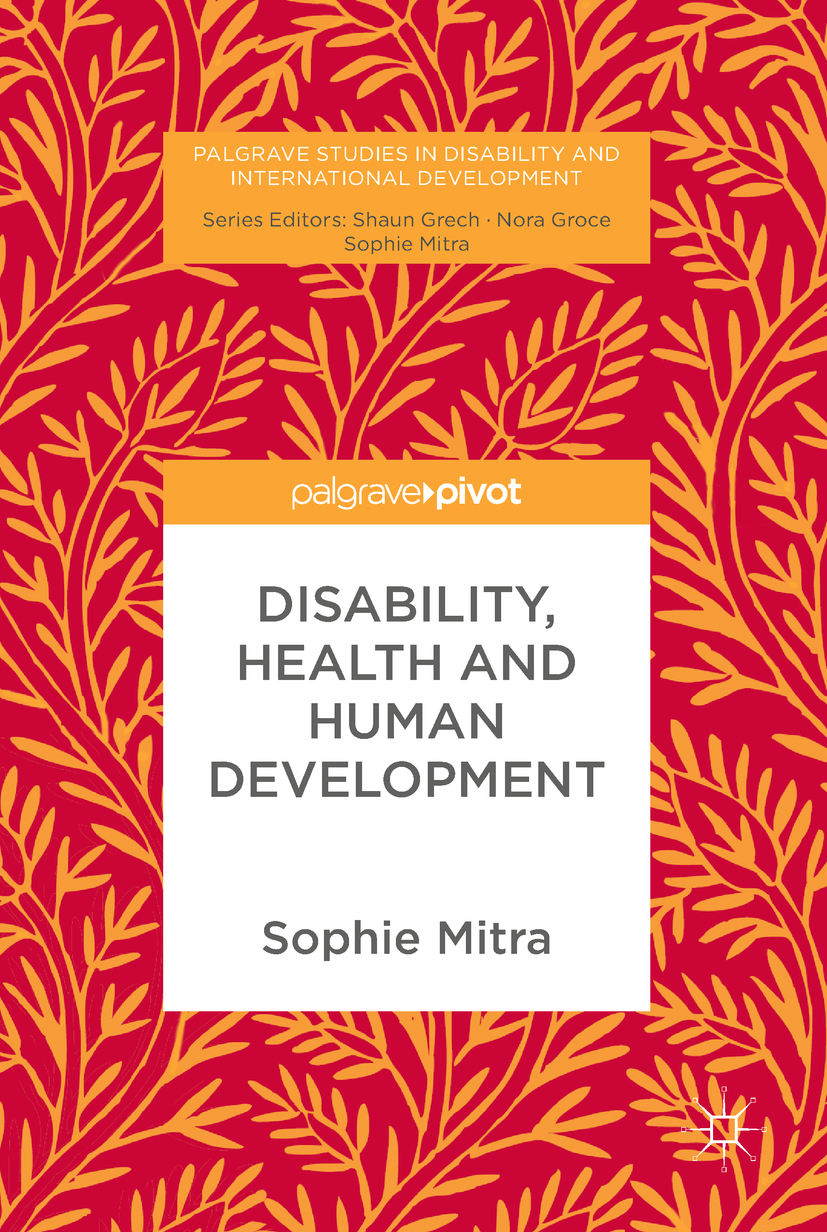 PALGRAVE STUDIES IN DISABILITY AND
INTERNATIONAL DEVELOPMENT
Series Editors: Shaun Grech · Nora Groce
Sophie Mitra
palgrave pivot
DISABILITY,
HEALTH AND
HUMAN
DEVELOPMENT
Sophie Mitra